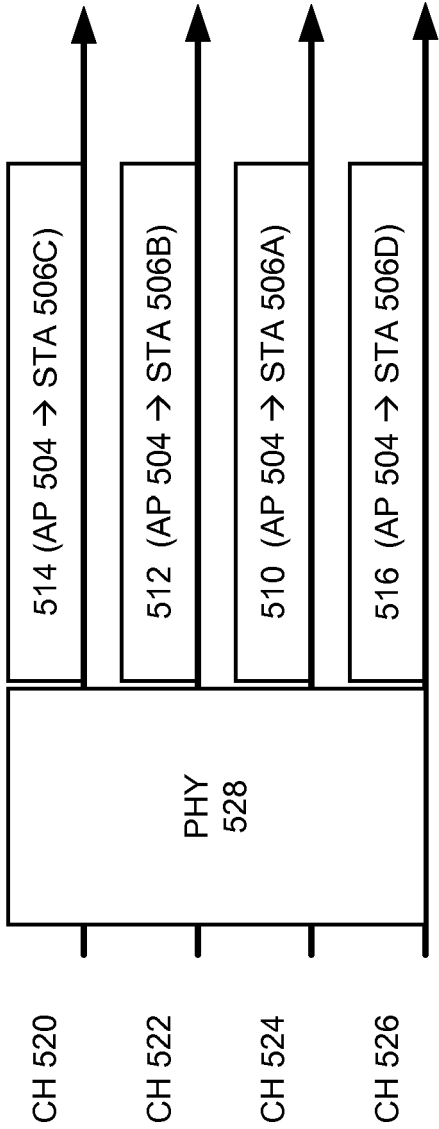 CH 520
CH 522
CH 524
CH 526
PHY
528
514 (AP 504 → STA 506C)
512 (AP 504 → STA 506B)
510 (AP 504 → STA 506A)
516 (AP 504 → STA 506D)